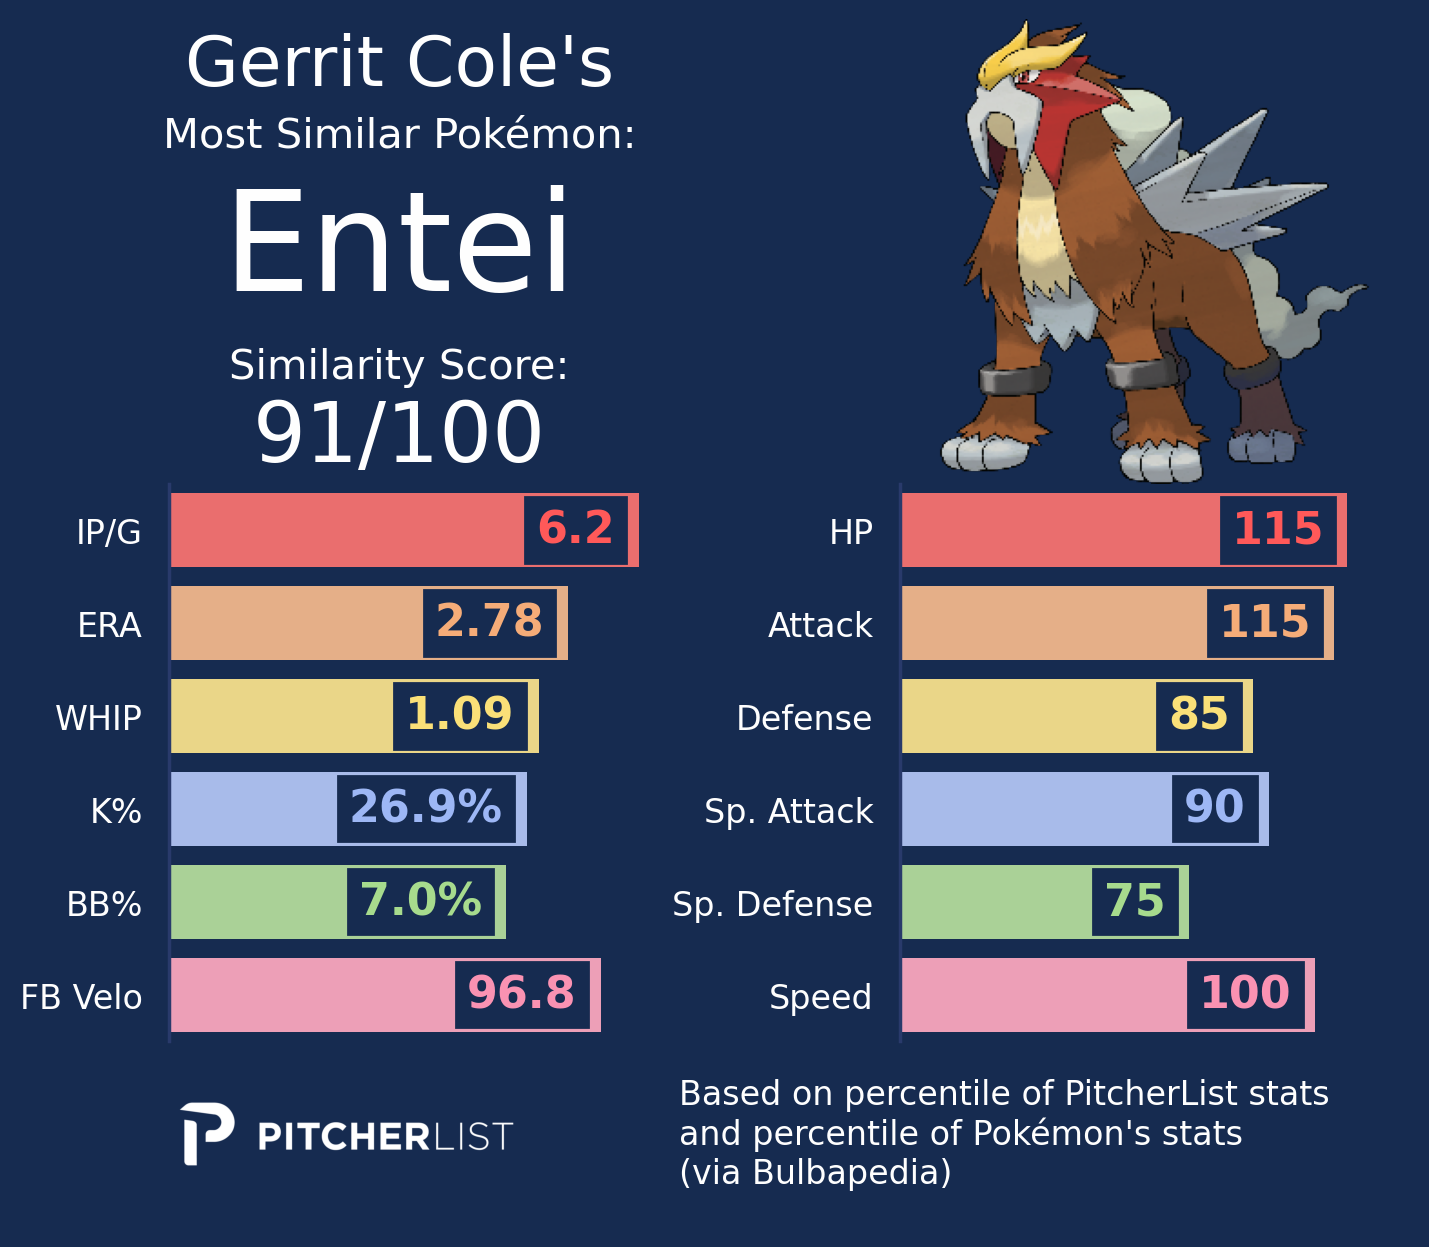 Gerrit Cole's
Most Similar Pokémon:
Entei
Similarity Score:
91/100
IP/G 6.2
ERA 2.78
WHIP 1.09
K% 26.9%
BB% 7.0%
FB Velo 96.8
HP 115
Attack 115
Defense 85
Sp. Attack 90
Sp. Defense 75
Speed 100
PITCHERLIST
Based on percentile of PitcherList stats
and percentile of Pokémon's stats
(via Bulbapedia)